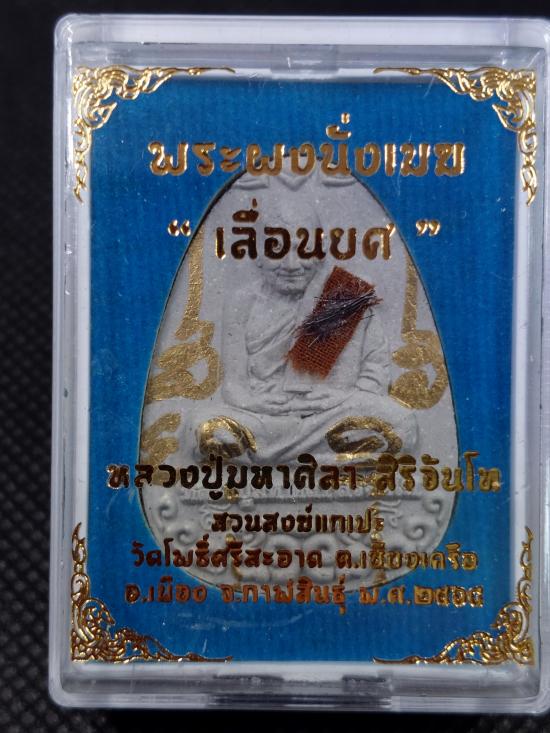 พระผงนั่งเมฆ
“ เลื่อนยศ ”
หลวงปู่มหาศิลา สิริจันโท
สวนสงฆ์แกเปะ
วัดโพธิ์ศรีสะอาด ต.เชียงเครือ
อ.เมือง จ.กาฬสินธุ์ พ.ศ.๒๕๖๕